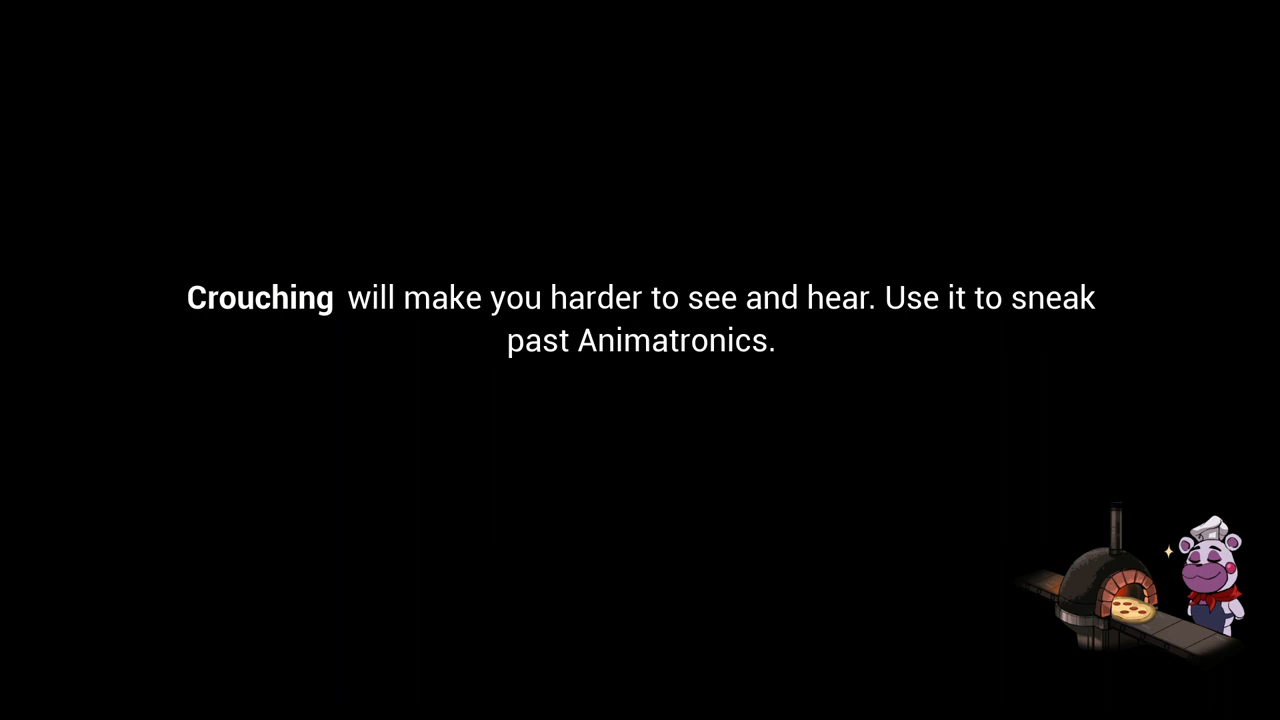 Crouching will make you harder to see and hear. Use it to sneak
past Animatronics.